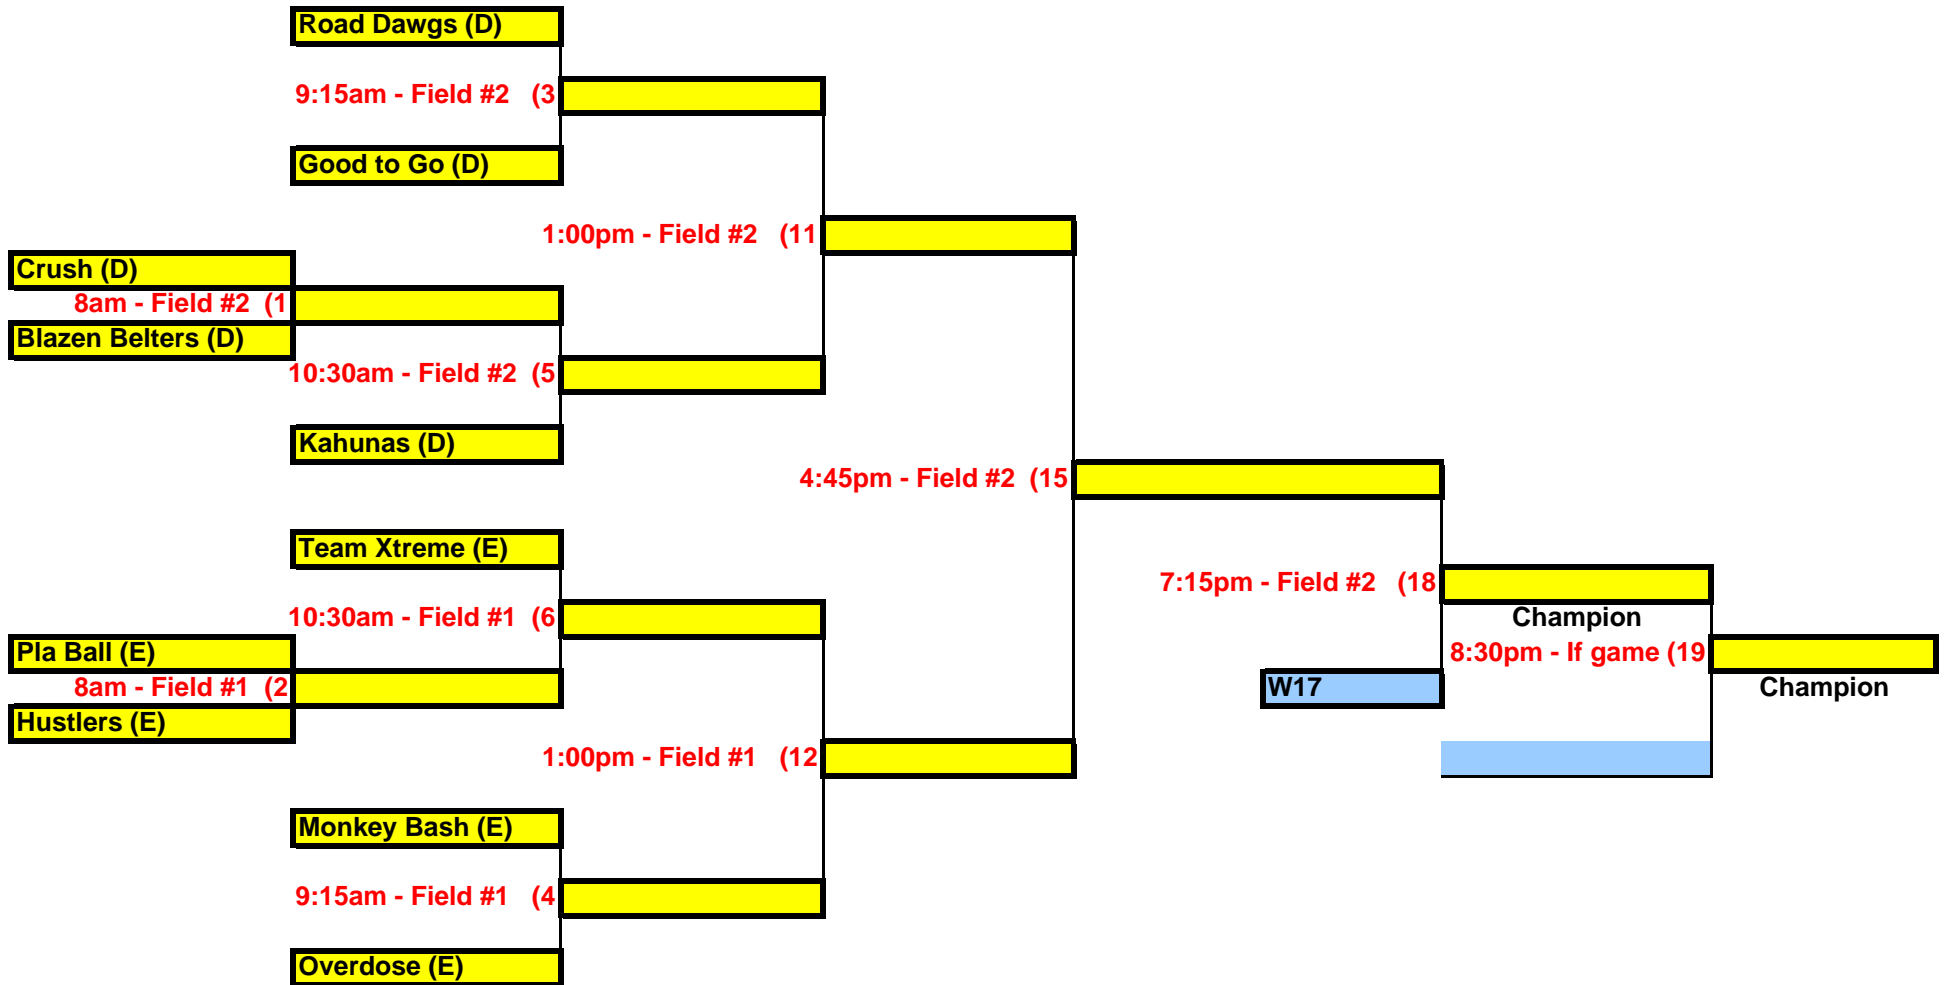 Road Dawgs (D)
9:15am - Field #2 (3
Good to Go (D)
1:00pm - Field #2 (11
Crush (D)
8am - Field #2 (1
Blazen Belters (D)
10:30am - Field #2 (5
Kahunas (D)
4:45pm - Field #2 (15
Team Xtreme (E)
7:15pm - Field #2 (18
10:30am - Field #1 (6
Champion
Pla Ball (E)
8:30pm - If game (19
8am - Field #1 (2
W17
Champion
Hustlers (E)
1:00pm - Field #1 (12
Monkey Bash (E)
9:15am - Field #1 (4
Overdose (E)